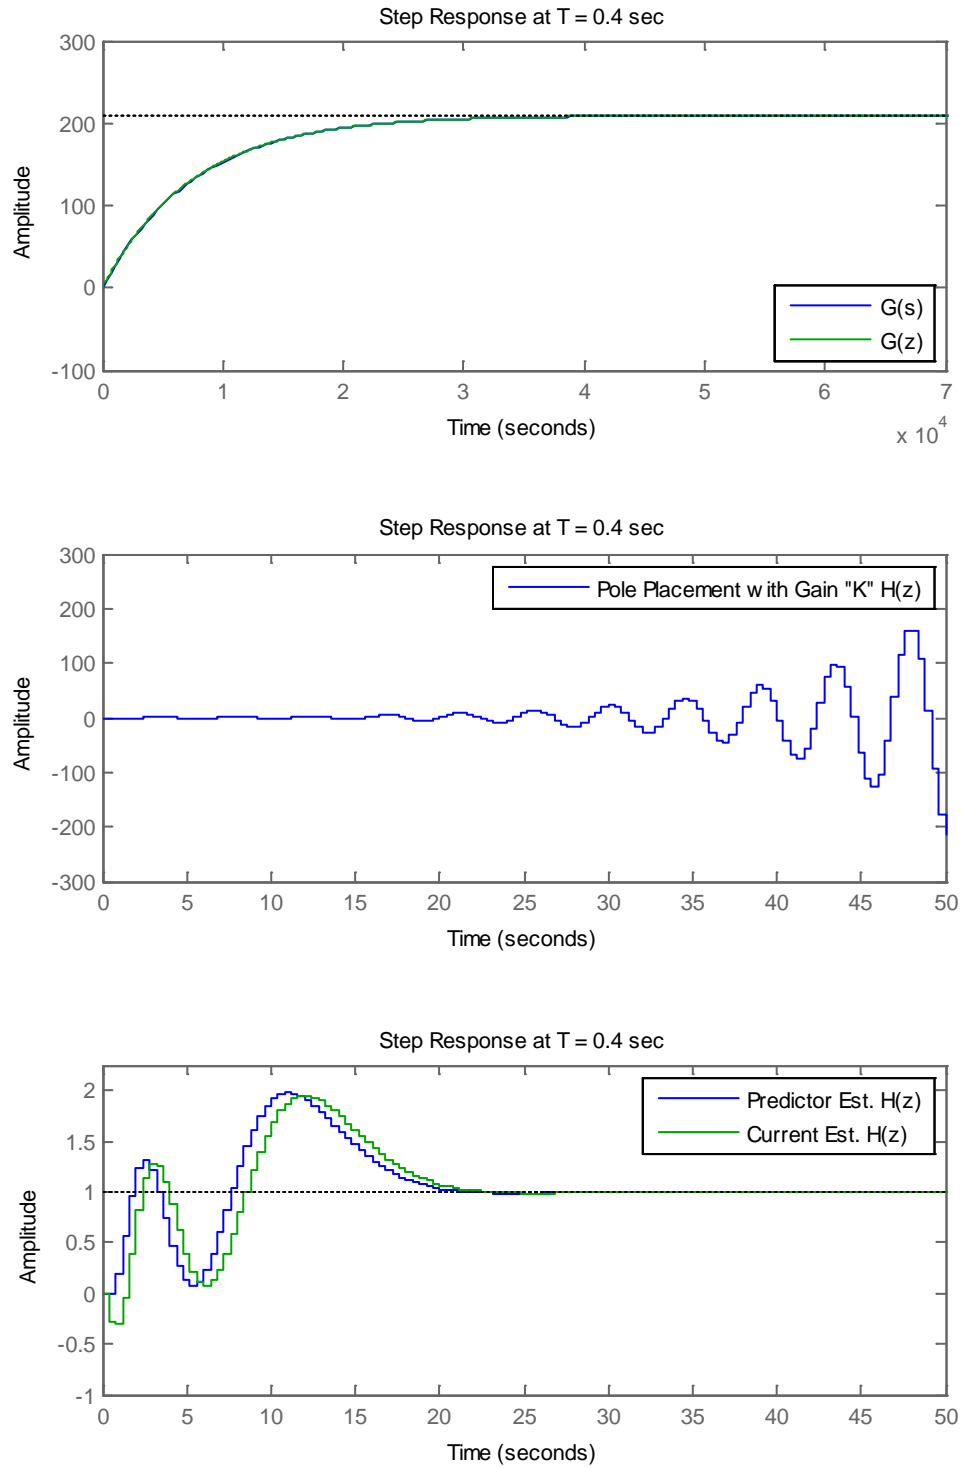 Step Response at T = 0.4 sec
300
200
100
0
-100
Amplitude
G(s)
G(z)
0 1 2 3 4 5 6 7
Time (seconds)
x 10^4
Step Response at T = 0.4 sec
300
200
100
0
-100
-200
-300
Amplitude
Pole Placement with Gain "K" H(z)
0 5 10 15 20 25 30 35 40 45 50
Time (seconds)
Step Response at T = 0.4 sec
2
1.5
1
0.5
0
-0.5
-1
Amplitude
Predictor Est. H(z)
Current Est. H(z)
0 5 10 15 20 25 30 35 40 45 50
Time (seconds)